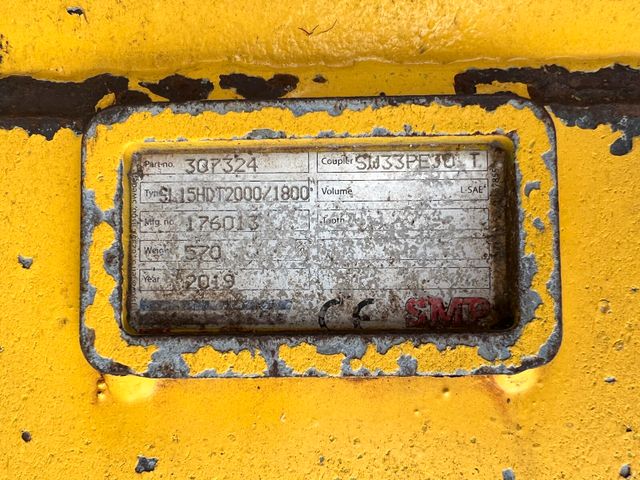 Part-no. 307324 Coupler SW33PE30 T
Type SL15HDT2000/1800 Volume L-SAE
Mfg. no 176013 Tooth
Weight 570
Year 2019
CE SMP